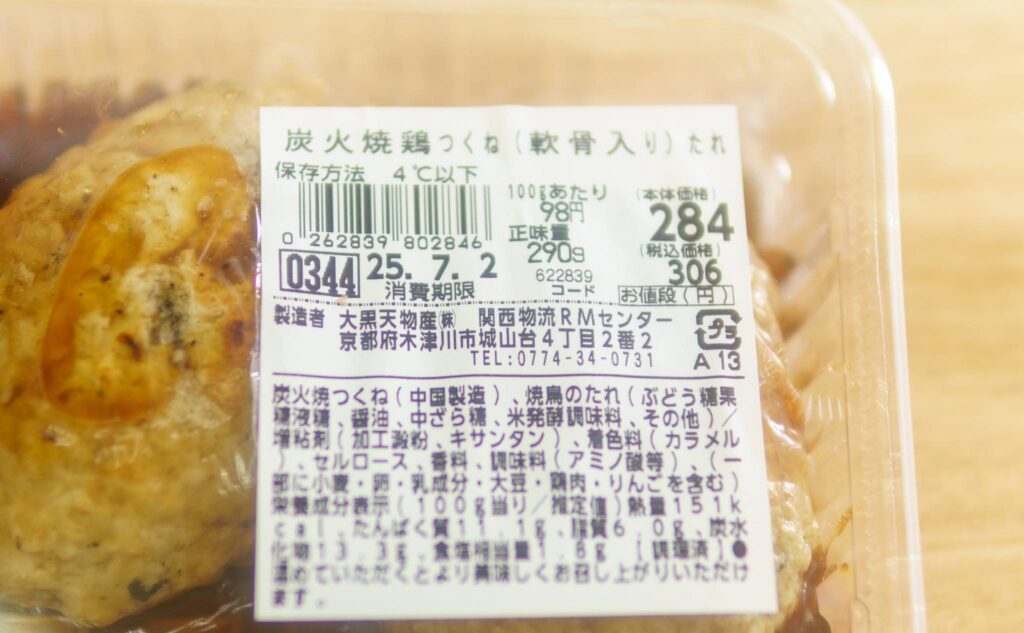 炭火焼鶏つくね(軟骨入り)たれ
保存方法 4℃以下
100gあたり
98円
正味量
290g
(本体価格)
284
(税込価格)
306
お値段(円)
0 262839 802846
622839
コード
0344 25.7.2
消費期限
製造者 大黒天物産㈱ 関西物流RMセンター
京都府木津川市城山台4丁目2番2
TEL:0774-34-0731
プラ
A 13
炭火焼つくね(中国製造)、焼鳥のたれ(ぶどう糖果
糖液糖、醤油、中ざら糖、米発酵調味料、その他)/
増粘剤(加工澱粉、キサンタン)、着色料(カラメル
)、セルロース、香料、調味料(アミノ酸等)、(一
部に小麦・卵・乳成分・大豆・鶏肉・りんごを含む)
栄養成分表示(100g当り/推定値)熱量151k
cal、たんぱく質11.1g、脂質6.0g、炭水
化物13.3g、食塩相当量1.8g [調理済]●
温めていただくとより美味しくお召し上がりいただけ
ます。